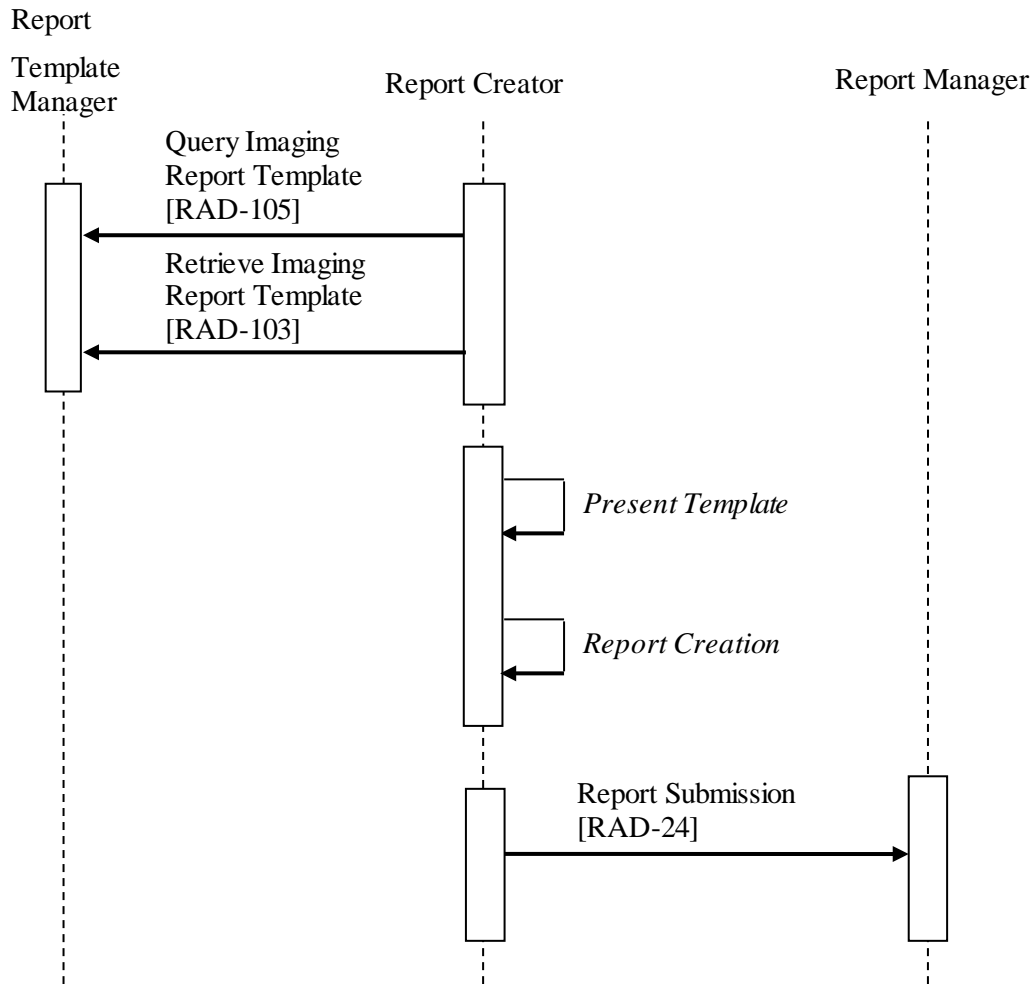 Report
Template
Manager
Report Creator
Report Manager
Query Imaging
Report Template
[RAD-105]
Retrieve Imaging
Report Template
[RAD-103]
Present Template
Report Creation
Report Submission
[RAD-24]